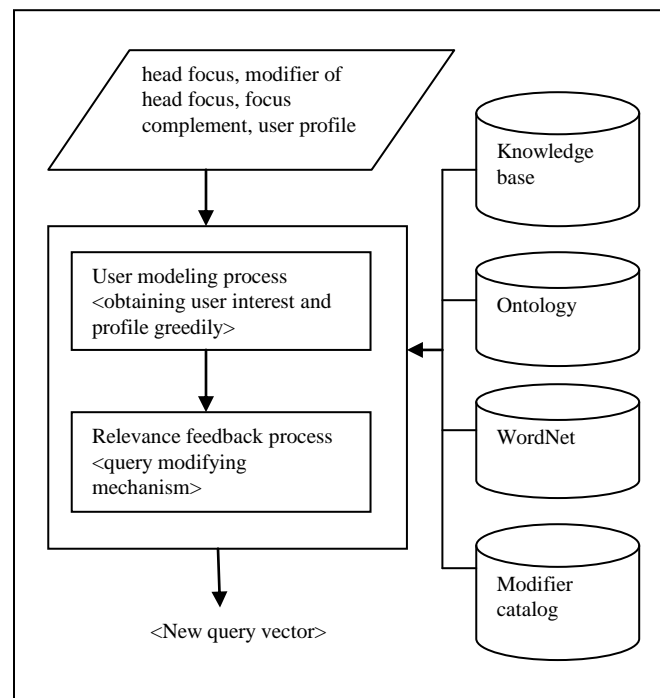 head focus, modifier of
head focus, focus
complement, user profile
User modeling process
<obtaining user interest and
profile greedily>
Relevance feedback process
<query modifying
mechanism>
<New query vector>
Knowledge
base
Ontology
WordNet
Modifier
catalog